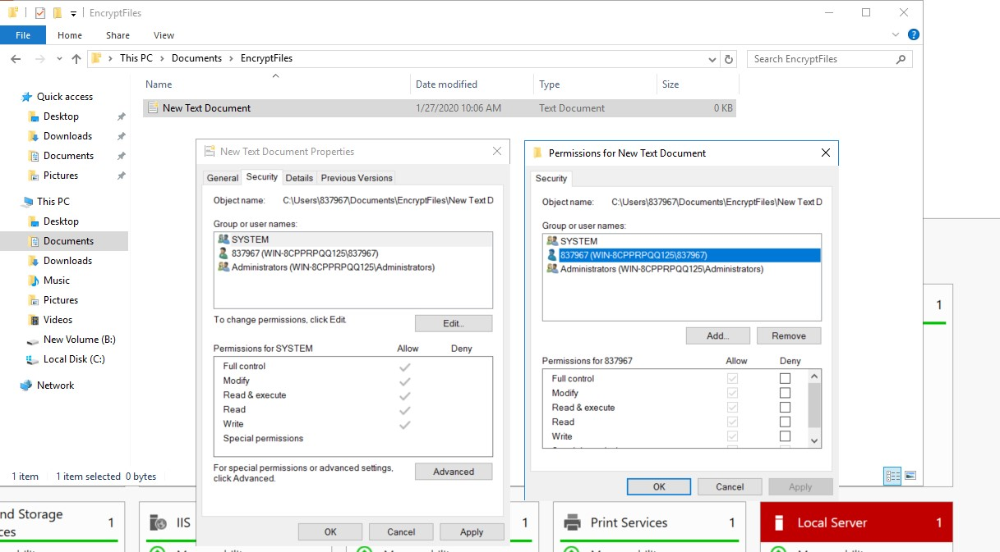 EncryptFiles
File Home Share View
This PC Documents EncryptFiles
Search EncryptFiles
Name Date modified Type Size
New Text Document 1/27/2020 10:06 AM Text Document 0 KB
Quick access
Desktop
Downloads
Documents
Pictures
This PC
Desktop
Documents
Downloads
Music
Pictures
Videos
New Volume (B:)
Local Disk (C:)
Network
1 item 1 item selected 0 bytes
New Text Document Properties
General Security Details Previous Versions
Object name: C:\Users\837967\Documents\EncryptFiles\New Text D
Group or user names:
SYSTEM
837967 (WIN-8CPPRPQQ125\837967)
Administrators (WIN-8CPPRPQQ125\Administrators)
To change permissions, click Edit.
Edit...
Permissions for SYSTEM Allow Deny
Full control
Modify
Read & execute
Read
Write
Special permissions
For special permissions or advanced settings,
click Advanced.
Advanced
OK Cancel Apply
Permissions for New Text Document
Security
Object name: C:\Users\837967\Documents\EncryptFiles\New Text D
Group or user names:
SYSTEM
837967 (WIN-8CPPRPQQ125\837967)
Administrators (WIN-8CPPRPQQ125\Administrators)
Add... Remove
Permissions for 837967 Allow Deny
Full control
Modify
Read & execute
Read
Write
OK Cancel Apply
1
nd Storage
ces
1
IIS
1
Print Services 1
Local Server 1